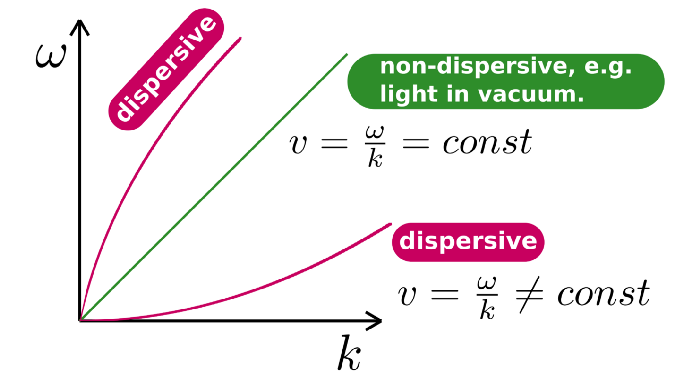 ω
dispersive
non-dispersive, e.g.
light in vacuum.
v = ω/k = const
dispersive
v = ω/k ≠ const
k